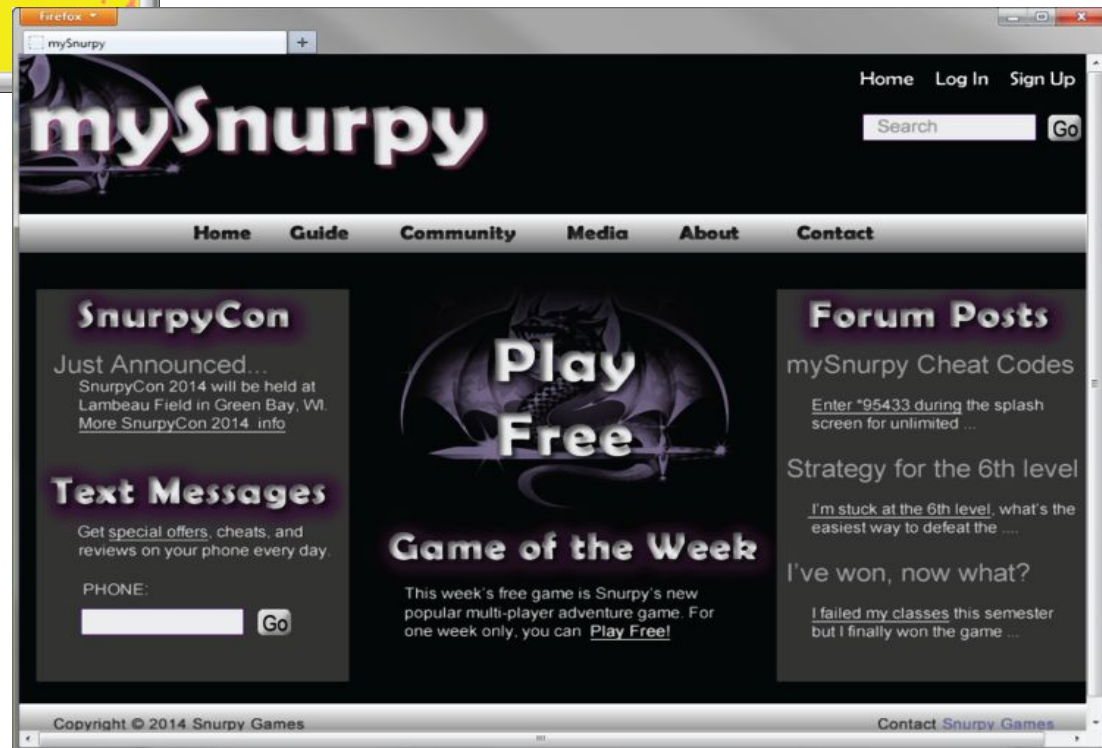 Firefox
mySnurpy
Home Log In Sign Up
mySnurpy
Search Go
Home Guide Community Media About Contact
SnurpyCon
Just Announced...
SnurpyCon 2014 will be held at
Lambeau Field in Green Bay, WI.
More SnurpyCon 2014 info
Text Messages
Get special offers, cheats, and
reviews on your phone every day.
PHONE:
Go
Play
Free
Game of the Week
This week's free game is Snurpy's new
popular multi-player adventure game. For
one week only, you can Play Free!
Forum Posts
mySnurpy Cheat Codes
Enter *95433 during the splash
screen for unlimited ...
Strategy for the 6th level
I'm stuck at the 6th level, what's the
easiest way to defeat the ....
I've won, now what?
I failed my classes this semester
but I finally won the game ...
Copyright © 2014 Snurpy Games
Contact Snurpy Games